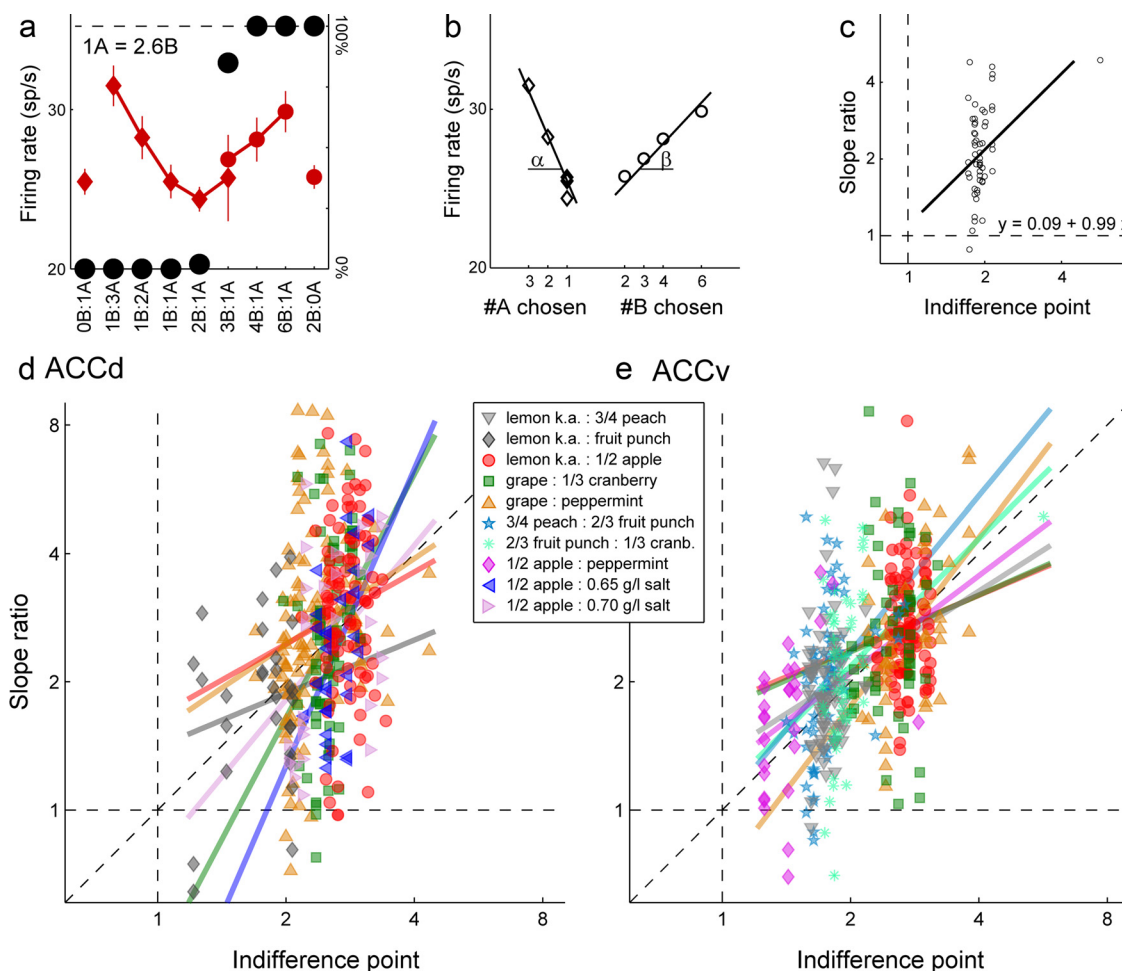 a
1A = 2.6B
Firing rate (sp/s)
30
20
100%
0%
0B:1A
1B:3A
1B:2A
1B:1A
2B:1A
3B:1A
4B:1A
6B:1A
2B:0A
b
Firing rate (sp/s)
30
20
α
β
3 2 1 2 3 4 6
#A chosen #B chosen
c
Slope ratio
4
2
1
y = 0.09 + 0.99
1 2 4
Indifference point
d ACCd
Slope ratio
8
4
2
1
1 2 4 8
Indifference point
lemon k.a. : 3/4 peach
lemon k.a. : fruit punch
lemon k.a. : 1/2 apple
grape : 1/3 cranberry
grape : peppermint
3/4 peach : 2/3 fruit punch
2/3 fruit punch : 1/3 cranb.
1/2 apple : peppermint
1/2 apple : 0.65 g/l salt
1/2 apple : 0.70 g/l salt
e ACCv
8
2
1
1 2 4 8
Indifference point